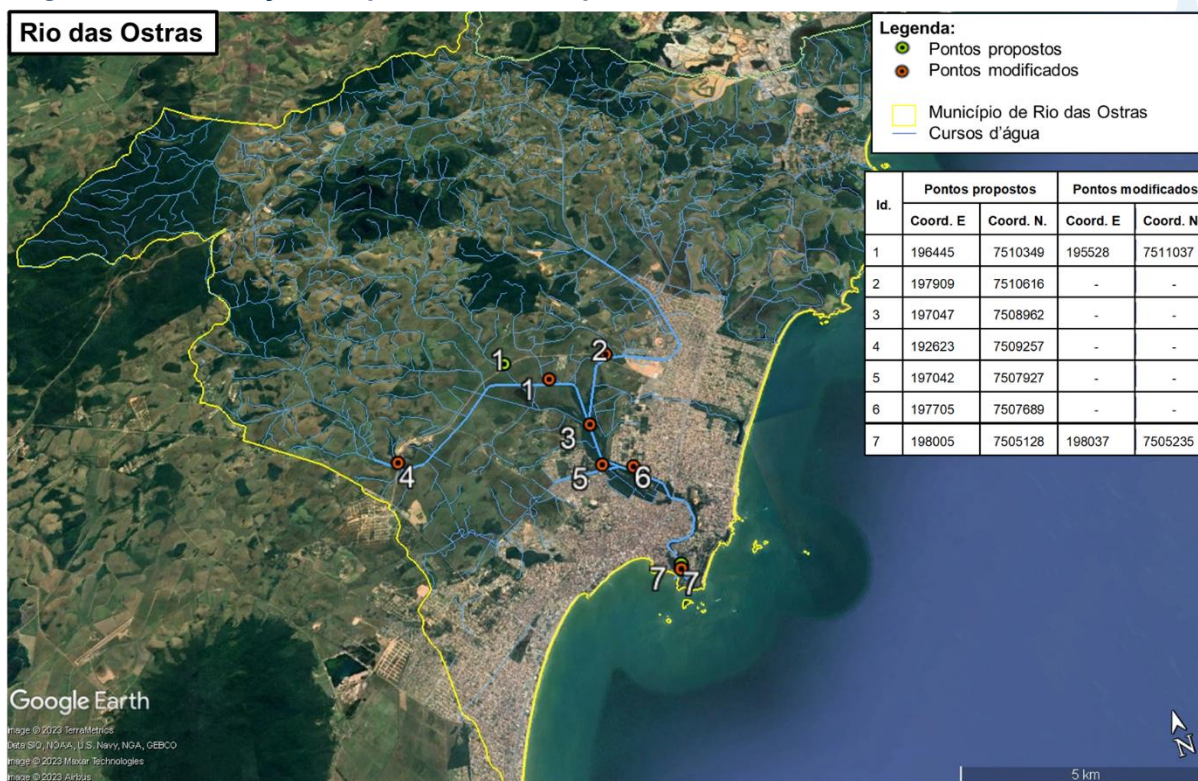 Rio das Ostras
Legenda:
Pontos propostos
Pontos modificados
Município de Rio das Ostras
Cursos d'água
Id. Pontos propostos Pontos modificados
Coord. E Coord. N. Coord. E Coord. N
1 196445 7510349 195528 7511037
2 197909 7510616 - -
3 197047 7508962 - -
4 192623 7509257 - -
5 197042 7507927 - -
6 197705 7507689 - -
7 198005 7505128 198037 7505235
1
2
1
3
4
5
6
7
7
Google Earth
Image © 2023 TerraMetrics
Data SIO, NOAA, U.S. Navy, NGA, GEBCO
Image © 2023 Maxar Technologies
Image © 2023 Airbus
N
5 km